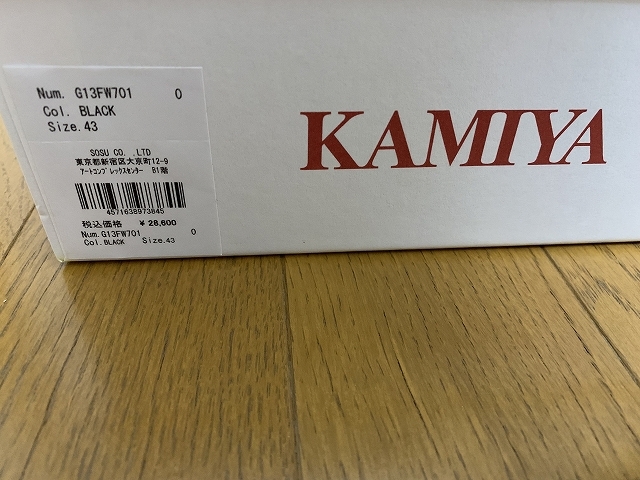 Num. G13FW701 0
Col. BLACK
Size.43
SOSU CO. ,LTD
東京都新宿区大京町12-9
アートコンプレックスセンター B1階
4571638973845
税込価格 ¥ 28,600
Num.G13FW701 0
Col.BLACK Size.43
KAMIYA